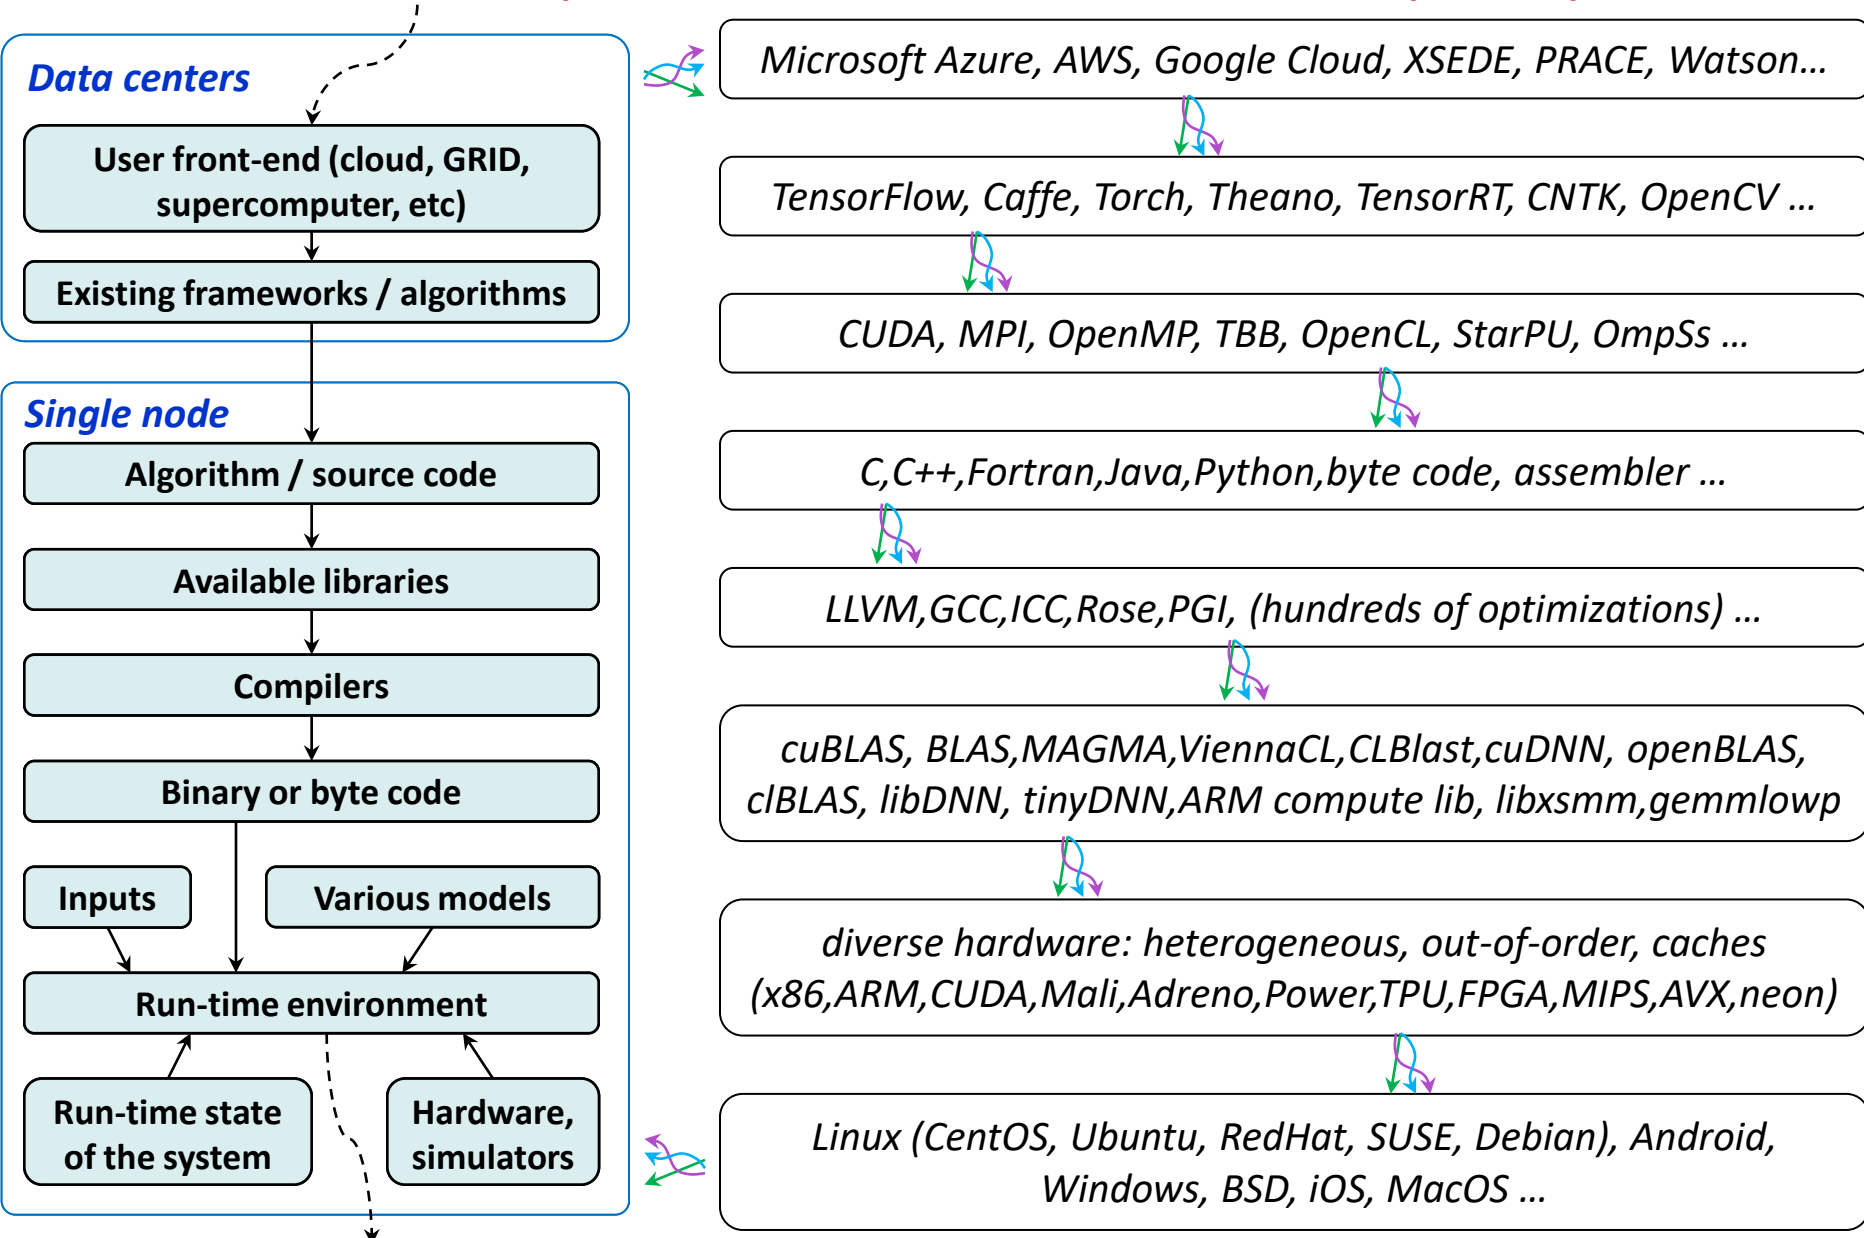 Data centers
User front-end (cloud, GRID,
supercomputer, etc)
Existing frameworks / algorithms
Single node
Algorithm / source code
Available libraries
Compilers
Binary or byte code
Inputs
Various models
Run-time environment
Run-time state
of the system
Hardware,
simulators
Microsoft Azure, AWS, Google Cloud, XSEDE, PRACE, Watson…
TensorFlow, Caffe, Torch, Theano, TensorRT, CNTK, OpenCV …
CUDA, MPI, OpenMP, TBB, OpenCL, StarPU, OmpSs …
C,C++,Fortran,Java,Python,byte code, assembler …
LLVM,GCC,ICC,Rose,PGI, (hundreds of optimizations) …
cuBLAS, BLAS,MAGMA,ViennaCL,CLBlast,cuDNN, openBLAS,
clBLAS, libDNN, tinyDNN,ARM compute lib, libxsmm,gemmlowp
diverse hardware: heterogeneous, out-of-order, caches
(x86,ARM,CUDA,Mali,Adreno,Power,TPU,FPGA,MIPS,AVX,neon)
Linux (CentOS, Ubuntu, RedHat, SUSE, Debian), Android,
Windows, BSD, iOS, MacOS …